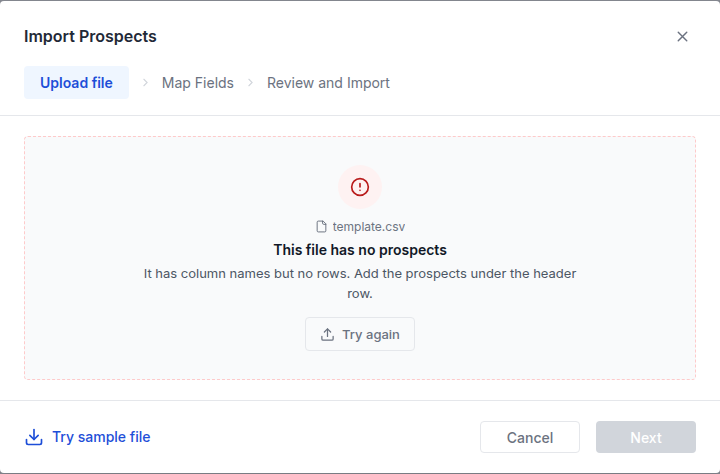 Import Prospects
Upload file
Map Fields
Review and Import
template.csv
This file has no prospects
It has column names but no rows. Add the prospects under the header
row.
Try again
Try sample file
Cancel
Next